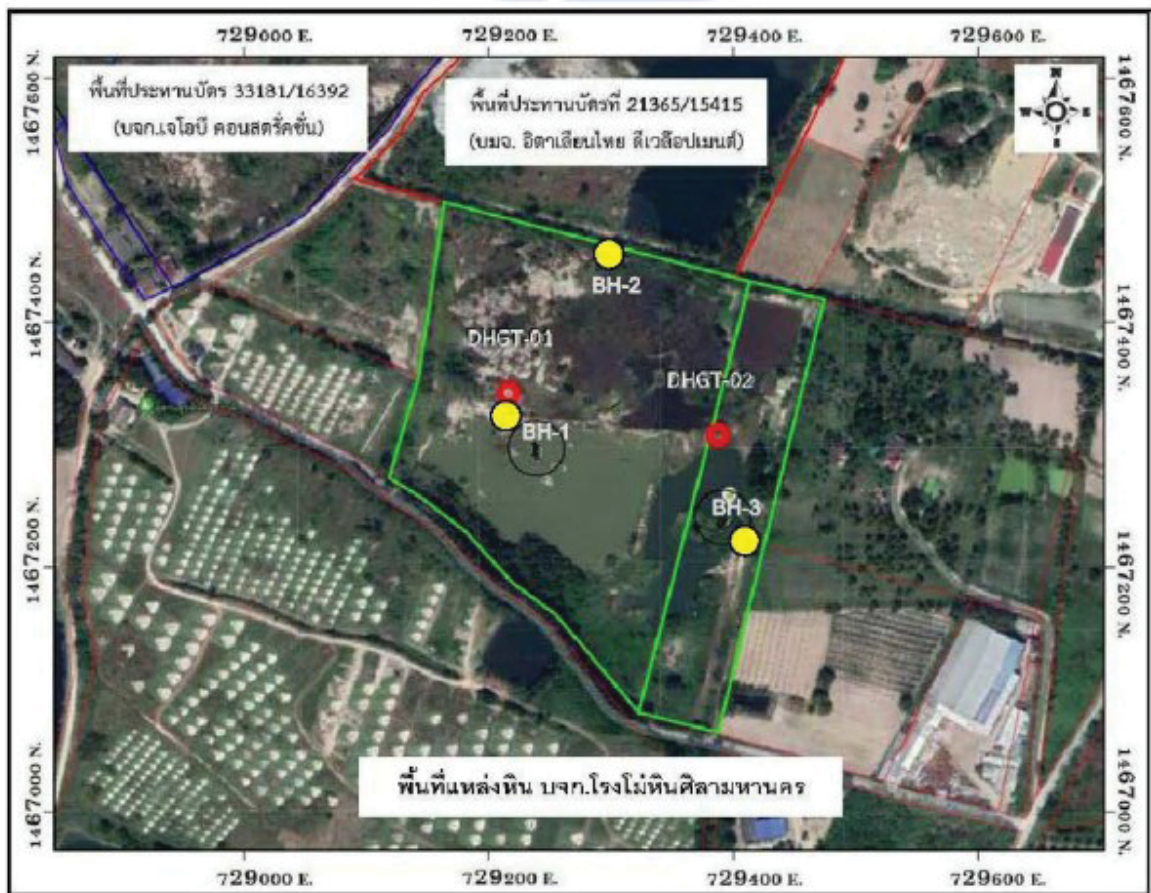 729000 E. 729200 E. 729400 E. 729600 E.
พื้นที่ประทานบัตร 33181/16392
(บจก.เจโอบี คอนสตรั่คชั่น)
พื้นที่ประทานบัตรที่ 21365/15415
(บมจ. อิตาเลียนไทย ดีเวล๊อปเมนต์)
N
W E
S
1467600 N. 1467600 N.
BH-2
1467400 N. 1467400 N.
DHGT-01
DHGT-02
BH-1
BH-3
1467200 N. 1467200 N.
พื้นที่แหล่งหิน บจก.โรงโม่หินศิลามหานคร
1467000 N. 1467000 N.
729000 E. 729200 E. 729400 E. 729600 E.